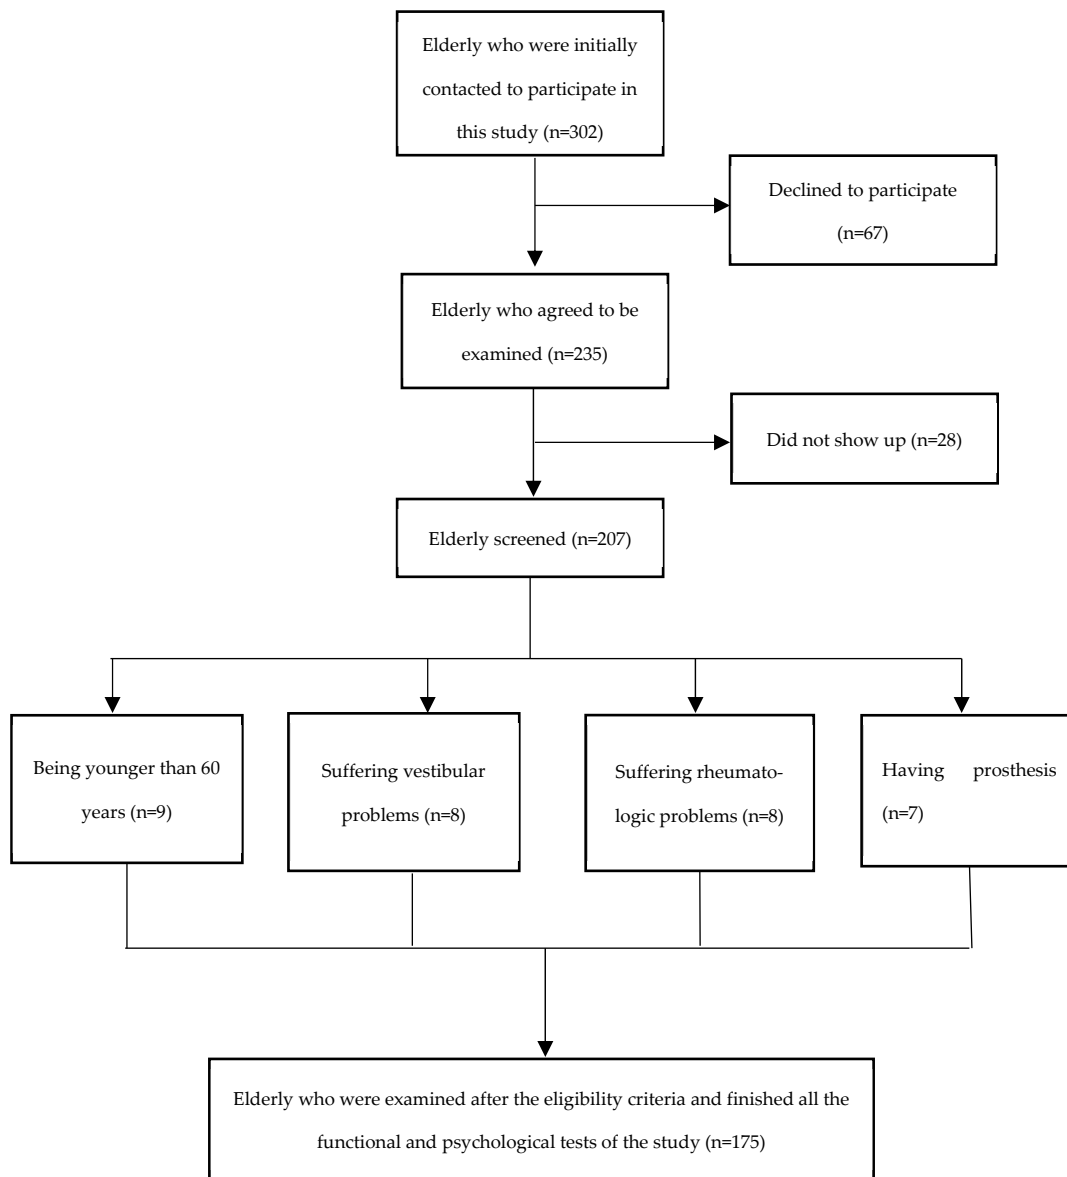 Elderly who were initially
contacted to participate in
this study (n=302)
Declined to participate
(n=67)
Elderly who agreed to be
examined (n=235)
Did not show up (n=28)
Elderly screened (n=207)
Being younger than 60
years (n=9)
Suffering vestibular
problems (n=8)
Suffering rheumato-
logic problems (n=8)
Having prosthesis
(n=7)
Elderly who were examined after the eligibility criteria and finished all the
functional and psychological tests of the study (n=175)